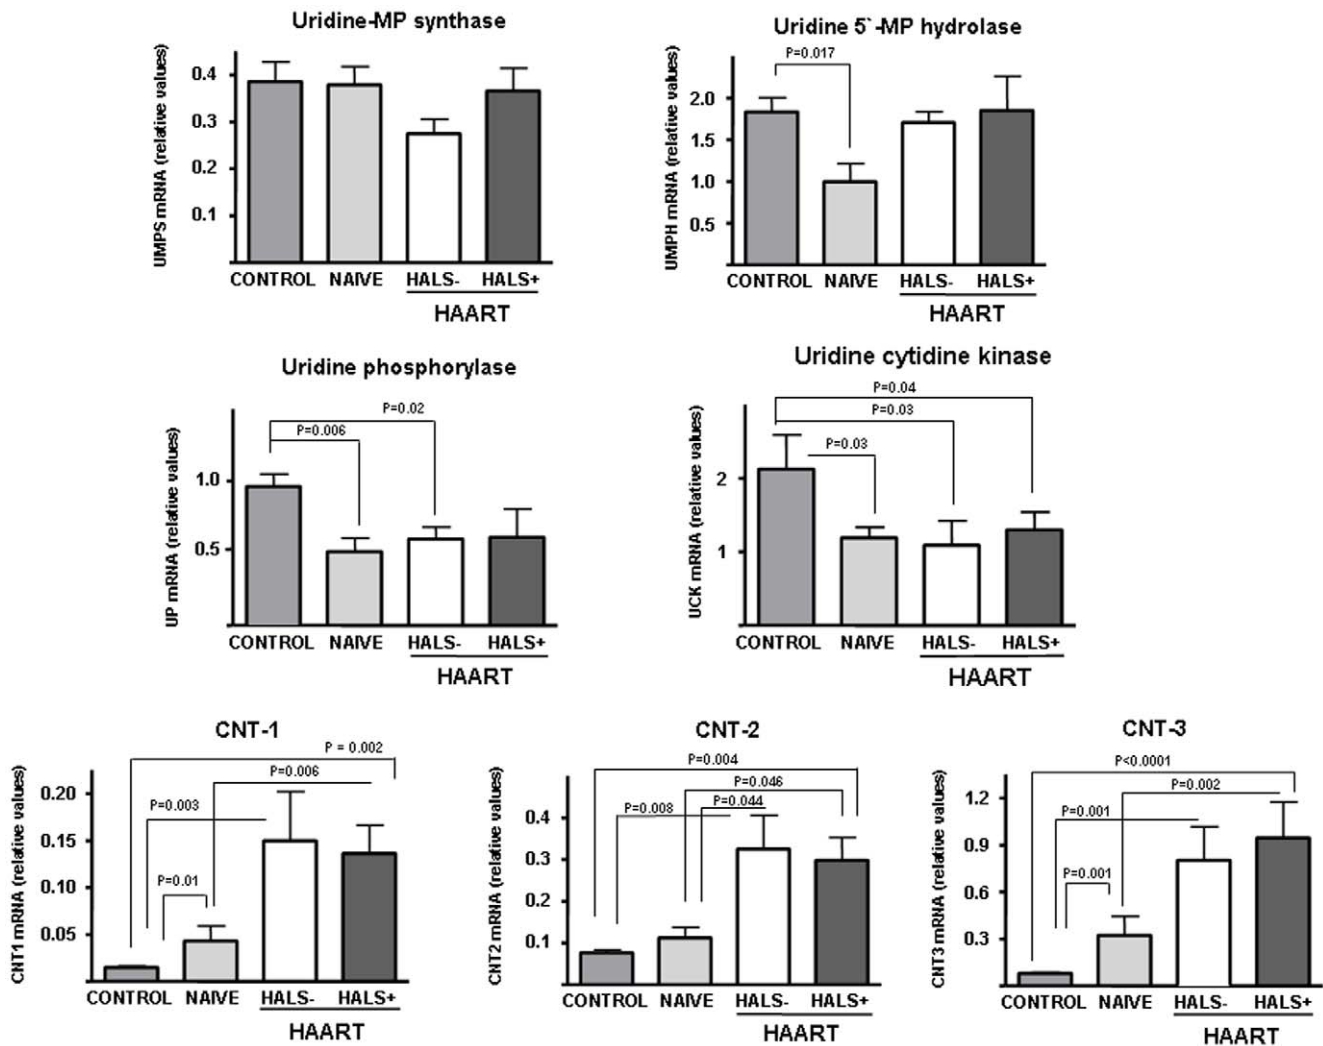 Uridine-MP synthase
UMPS mRNA (relative values)
0.4
0.3
0.2
0.1
CONTROL NAIVE HALS- HALS+
HAART
Uridine 5`-MP hydrolase
P=0.017
UMPH mRNA (relative values)
2.0
1.5
1.0
0.5
CONTROL NAIVE HALS- HALS+
HAART
Uridine phosphorylase
P=0.02
P=0.006
UP mRNA (relative values)
1.0
0.5
CONTROL NAIVE HALS- HALS+
HAART
Uridine cytidine kinase
P=0.04
P=0.03
P=0.03
UCK mRNA (relative values)
2
1
CONTROL NAIVE HALS- HALS+
HAART
CNT-1
P = 0.002
P=0.006
P=0.003
P=0.01
CNT1 mRNA (relative values)
0.20
0.15
0.10
0.05
CONTROL NAIVE HALS- HALS+
HAART
CNT-2
P=0.004
P=0.046
P=0.008 P=0.044
CNT2 mRNA (relative values)
0.4
0.3
0.2
0.1
CONTROL NAIVE HALS- HALS+
HAART
CNT-3
P<0.0001
P=0.002
P=0.001
P=0.001
CNT3 mRNA (relative values)
1.2
0.9
0.6
0.3
CONTROL NAIVE HALS- HALS+
HAART